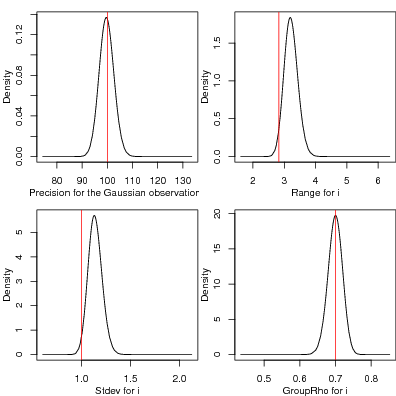 Density
0.00 0.04 0.08 0.12
80 90 100 110 120 130
Precision for the Gaussian observation
Density
0.0 0.5 1.0 1.5
2 3 4 5 6
Range for i
Density
0 1 2 3 4 5
1.0 1.5 2.0
Stdev for i
Density
0 5 10 15 20
0.5 0.6 0.7 0.8
GroupRho for i